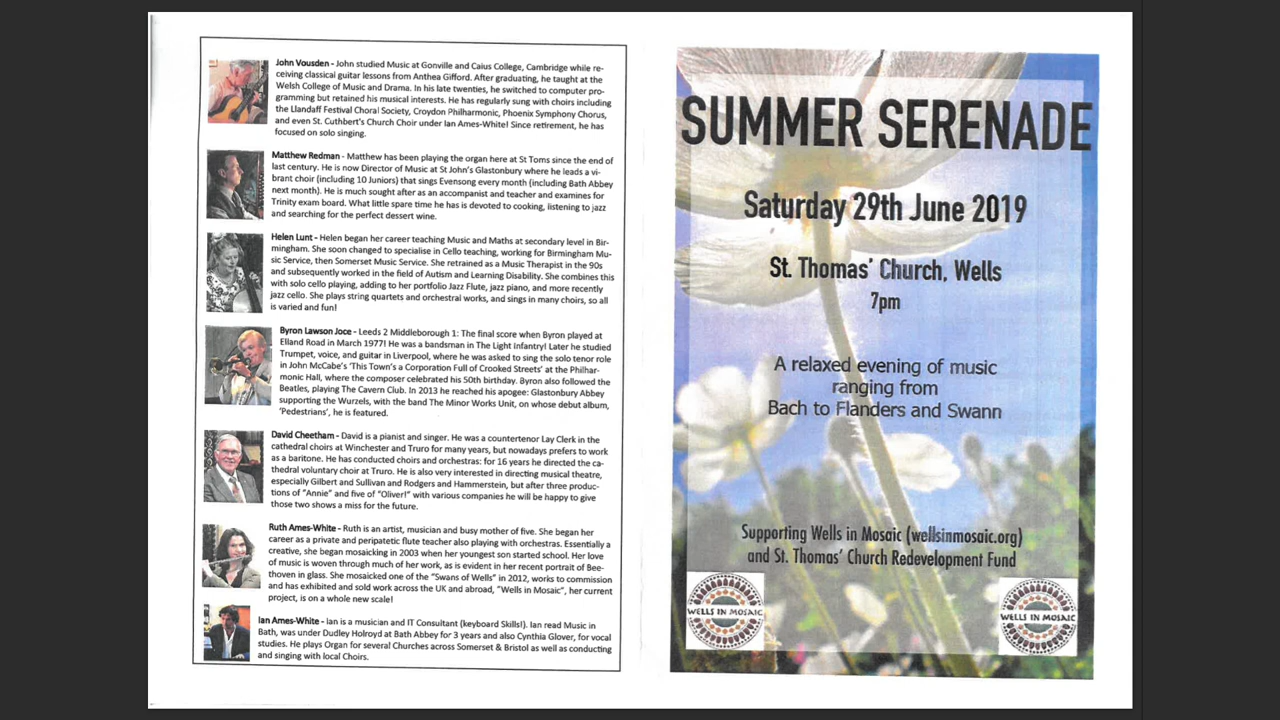 John Vousden - John studied Music at Gonville and Caius College, Cambridge while re-
ceiving classical guitar lessons from Anthea Gifford. After graduating, he taught at the
Welsh College of Music and Drama. In his late twenties, he switched to computer pro-
gramming but retained his musical interests. He has regularly sung with choirs including
the Llandaff Festival Choral Society, Croydon Philharmonic, Phoenix Symphony Chorus,
and even St. Cuthbert's Church Choir under Ian Ames-White! Since retirement, he has
focused on solo singing.
Matthew Redman - Matthew has been playing the organ here at St Toms since the end of
last century. He is now Director of Music at St John's Glastonbury where he leads a vi-
brant choir (including 10 Juniors) that sings Evensong every month (including Bath Abbey
next month). He is much sought after as an accompanist and teacher and examines for
Trinity exam board. What little spare time he has is devoted to cooking, listening to jazz
and searching for the perfect dessert wine.
Helen Lunt - Helen began her career teaching Music and Maths at secondary level in Bir-
mingham. She soon changed to specialise in Cello teaching, working for Birmingham Mu-
sic Service, then Somerset Music Service. She retrained as a Music Therapist in the 90s
and subsequently worked in the field of Autism and Learning Disability. She combines this
with solo cello playing, adding to her portfolio Jazz Flute, jazz piano, and more recently
jazz cello. She plays string quartets and orchestral works, and sings in many choirs, so all
is varied and fun!
Byron Lawson Joce - Leeds 2 Middleborough 1: The final score when Byron played at
Elland Road in March 1977! He was a bandsman in The Light Infantry! Later he studied
Trumpet, voice, and guitar in Liverpool, where he was asked to sing the solo tenor role
in John McCabe's 'This Town's a Corporation Full of Crooked Streets' at the Philhar-
monic Hall, where the composer celebrated his 50th birthday. Byron also followed the
Beatles, playing The Cavern Club. In 2013 he reached his apogee: Glastonbury Abbey
supporting the Wurzels, with the band The Minor Works Unit, on whose debut album,
'Pedestrians', he is featured.
David Cheetham - David is a pianist and singer. He was a countertenor Lay Clerk in the
cathedral choirs at Winchester and Truro for many years, but nowadays prefers to work
as a baritone. He has conducted choirs and orchestras: for 16 years he directed the ca-
thedral voluntary choir at Truro. He is also very interested in directing musical theatre,
especially Gilbert and Sullivan and Rodgers and Hammerstein, but after three produc-
tions of "Annie" and five of "Oliver!" with various companies he will be happy to give
those two shows a miss for the future.
Ruth Ames-White - Ruth is an artist, musician and busy mother of five. She began her
career as a private and peripatetic flute teacher also playing with orchestras. Essentially a
creative, she began mosaicking in 2003 when her youngest son started school. Her love
of music is woven through much of her work, as is evident in her recent portrait of Bee-
thoven in glass. She mosaicked one of the "Swans of Wells" in 2012, works to commission
and has exhibited and sold work across the UK and abroad, "Wells in Mosaic", her current
project, is on a whole new scale!
Ian Ames-White - Ian is a musician and IT Consultant (keyboard Skills!). Ian read Music in
Bath, was under Dudley Holroyd at Bath Abbey for 3 years and also Cynthia Glover, for vocal
studies. He plays Organ for several Churches across Somerset & Bristol as well as conducting
and singing with local Choirs.
SUMMER SERENADE
Saturday 29th June 2019
St. Thomas' Church, Wells
7pm
A relaxed evening of music
ranging from
Bach to Flanders and Swann
Supporting Wells in Mosaic (wellsinmosaic.org)
and St. Thomas' Church Redevelopment Fund
WELLS IN MOSAIC
WELLS IN MOSAIC